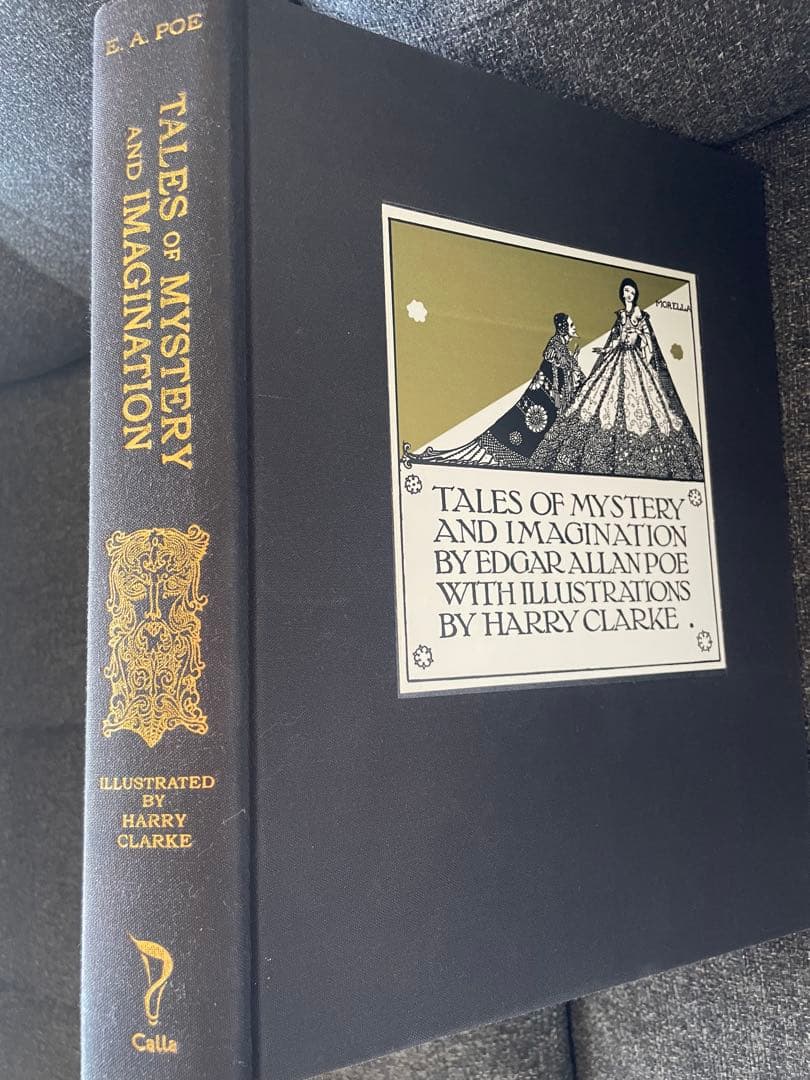 E. A. POE
TALES OF MYSTERY
AND IMAGINATION
ILLUSTRATED
BY
HARRY
CLARKE
Calla
MORELLA
TALES OF MYSTERY
AND IMAGINATION
BY EDGAR ALLAN POE
WITH ILLUSTRATIONS
BY HARRY CLARKE .